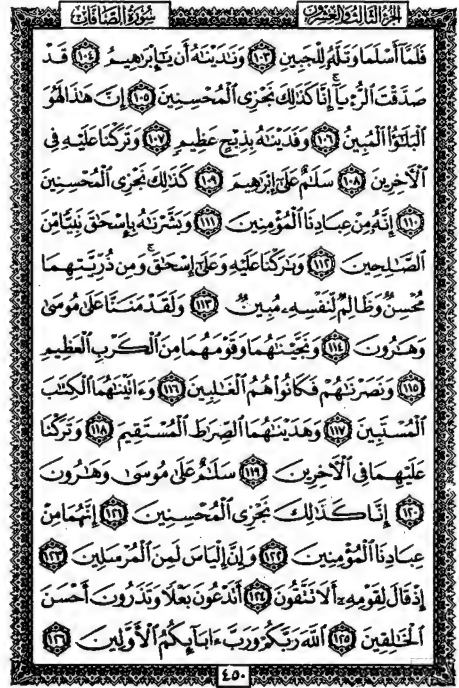 الجزء الثالث والعشرون سورة الصافات
فَلَمَّآ أَسْلَمَا وَتَلَّهُۥ لِلْجَبِينِ ١٠٣ وَنَٰدَيْنَٰهُ أَن يَٰٓإِبْرَٰهِيمُ ١٠٤ قَدْ
صَدَّقْتَ ٱلرُّءْيَآۚ إِنَّا كَذَٰلِكَ نَجْزِى ٱلْمُحْسِنِينَ ١٠٥ إِنَّ هَٰذَا لَهُوَ
ٱلْبَلَٰٓؤُا۟ ٱلْمُبِينُ ١٠٦ وَفَدَيْنَٰهُ بِذِبْحٍ عَظِيمٍ ١٠٧ وَتَرَكْنَا عَلَيْهِ فِى
ٱلْءَاخِرِينَ ١٠٨ سَلَٰمٌ عَلَىٰٓ إِبْرَٰهِيمَ ١٠٩ كَذَٰلِكَ نَجْزِى ٱلْمُحْسِنِينَ
١١٠ إِنَّهُۥ مِنْ عِبَادِنَا ٱلْمُؤْمِنِينَ ١١١ وَبَشَّرْنَٰهُ بِإِسْحَٰقَ نَبِيًّا مِّنَ
ٱلصَّٰلِحِينَ ١١٢ وَبَٰرَكْنَا عَلَيْهِ وَعَلَىٰٓ إِسْحَٰقَۚ وَمِن ذُرِّيَّتِهِمَا
مُحْسِنٌ وَظَالِمٌ لِّنَفْسِهِۦ مُبِينٌ ١١٣ وَلَقَدْ مَنَنَّا عَلَىٰ مُوسَىٰ
وَهَٰرُونَ ١١٤ وَنَجَّيْنَٰهُمَا وَقَوْمَهُمَا مِنَ ٱلْكَرْبِ ٱلْعَظِيمِ
١١٥ وَنَصَرْنَٰهُمْ فَكَانُوا۟ هُمُ ٱلْغَٰلِبِينَ ١١٦ وَءَاتَيْنَٰهُمَا ٱلْكِتَٰبَ
ٱلْمُسْتَبِينَ ١١٧ وَهَدَيْنَٰهُمَا ٱلصِّرَٰطَ ٱلْمُسْتَقِيمَ ١١٨ وَتَرَكْنَا
عَلَيْهِمَا فِى ٱلْءَاخِرِينَ ١١٩ سَلَٰمٌ عَلَىٰ مُوسَىٰ وَهَٰرُونَ
١٢٠ إِنَّا كَذَٰلِكَ نَجْزِى ٱلْمُحْسِنِينَ ١٢١ إِنَّهُمَا مِنْ
عِبَادِنَا ٱلْمُؤْمِنِينَ ١٢٢ وَإِنَّ إِلْيَاسَ لَمِنَ ٱلْمُرْسَلِينَ ١٢٣
إِذْ قَالَ لِقَوْمِهِۦٓ أَلَا تَتَّقُونَ ١٢٤ أَتَدْعُونَ بَعْلًا وَتَذَرُونَ أَحْسَنَ
ٱلْخَٰلِقِينَ ١٢٥ ٱللَّهَ رَبَّكُمْ وَرَبَّ ءَابَآئِكُمُ ٱلْأَوَّلِينَ ١٢٦
٤٥٠